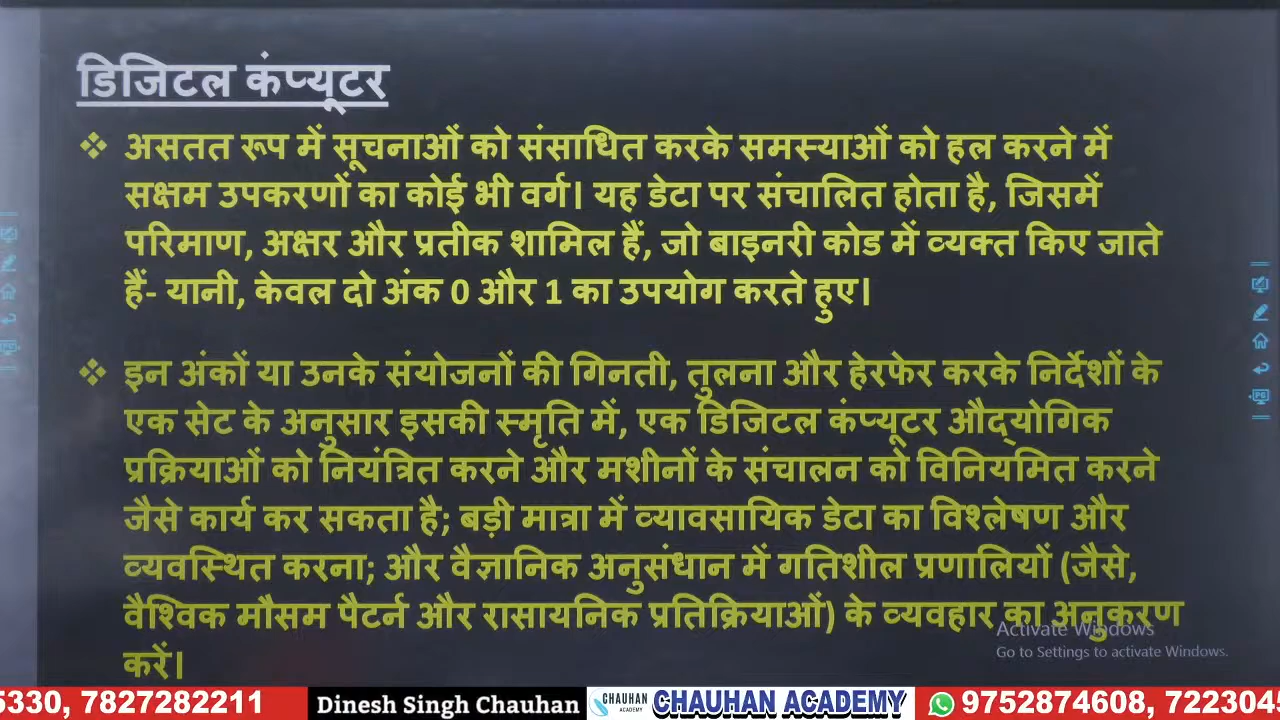 डिजिटल कंप्यूटर
❖ असतत रूप में सूचनाओं को संसाधित करके समस्याओं को हल करने में
सक्षम उपकरणों का कोई भी वर्ग। यह डेटा पर संचालित होता है, जिसमें
परिमाण, अक्षर और प्रतीक शामिल हैं, जो बाइनरी कोड में व्यक्त किए जाते
हैं- यानी, केवल दो अंक 0 और 1 का उपयोग करते हुए।
❖ इन अंकों या उनके संयोजनों की गिनती, तुलना और हेरफेर करके निर्देशों के
एक सेट के अनुसार इसकी स्मृति में, एक डिजिटल कंप्यूटर औद्योगिक
प्रक्रियाओं को नियंत्रित करने और मशीनों के संचालन को विनियमित करने
जैसे कार्य कर सकता है; बड़ी मात्रा में व्यावसायिक डेटा का विश्लेषण और
व्यवस्थित करना; और वैज्ञानिक अनुसंधान में गतिशील प्रणालियों (जैसे,
वैश्विक मौसम पैटर्न और रासायनिक प्रतिक्रियाओं) के व्यवहार का अनुकरण
करें।
Activate Windows
Go to Settings to activate Windows.
PG
5330, 7827282211 Dinesh Singh Chauhan CHAUHAN ACADEMY CHAUHAN ACADEMY 9752874608, 722304